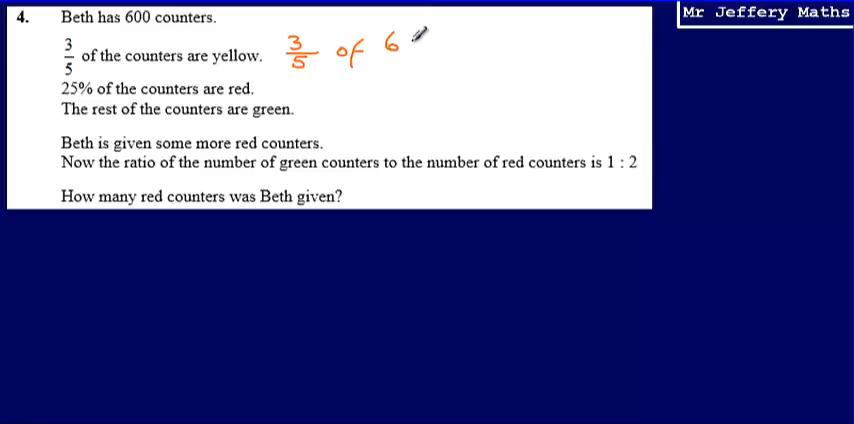 Mr Jeffery Maths
4. Beth has 600 counters.
3/5 of the counters are yellow. 3/5 of 6
25% of the counters are red.
The rest of the counters are green.
Beth is given some more red counters.
Now the ratio of the number of green counters to the number of red counters is 1 : 2
How many red counters was Beth given?